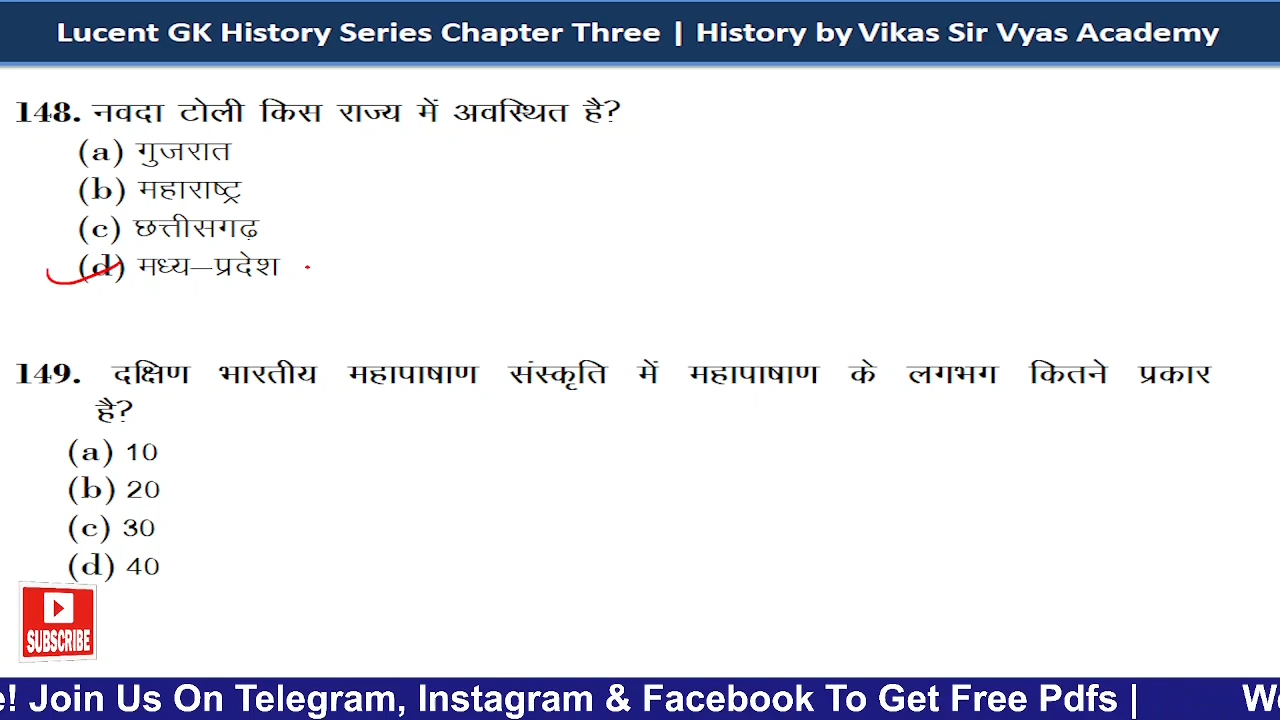 Lucent GK History Series Chapter Three | History by Vikas Sir Vyas Academy
148. नवदा टोली किस राज्य में अवस्थित है?
(a) गुजरात
(b) महाराष्ट्र
(c) छत्तीसगढ़
(d) मध्य–प्रदेश
149. दक्षिण भारतीय महापाषाण संस्कृति में महापाषाण के लगभग कितने प्रकार
है?
(a) 10
(b) 20
(c) 30
(d) 40
SUBSCRIBE
e! Join Us On Telegram, Instagram & Facebook To Get Free Pdfs |